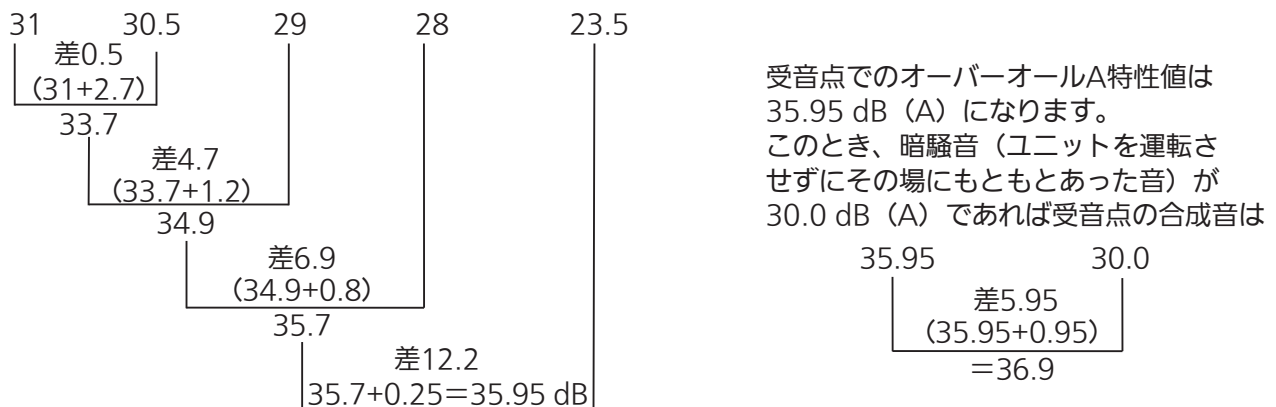 31 30.5 29 28 23.5
差0.5
（31+2.7）
33.7
差4.7
（33.7+1.2）
34.9
差6.9
（34.9+0.8）
35.7
差12.2
35.7+0.25＝35.95 dB
受音点でのオーバーオールA特性値は
35.95 dB（A）になります。
このとき、暗騒音（ユニットを運転さ
せずにその場にもともとあった音）が
30.0 dB（A）であれば受音点の合成音は
35.95 30.0
差5.95
（35.95+0.95）
＝36.9